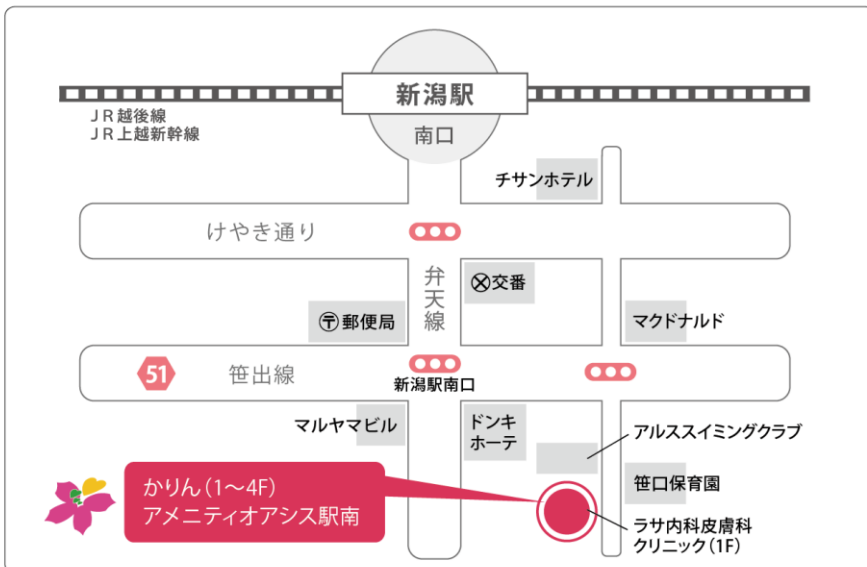 新潟駅
南口
JR越後線
JR上越新幹線
チサンホテル
けやき通り
弁天線
交番
〒郵便局
マクドナルド
51
笹出線
新潟駅南口
マルヤマビル
ドンキ
ホーテ
アルススイミングクラブ
笹口保育園
かりん(1〜4F)
アメニティオアシス駅南
ラサ内科皮膚科
クリニック(1F)